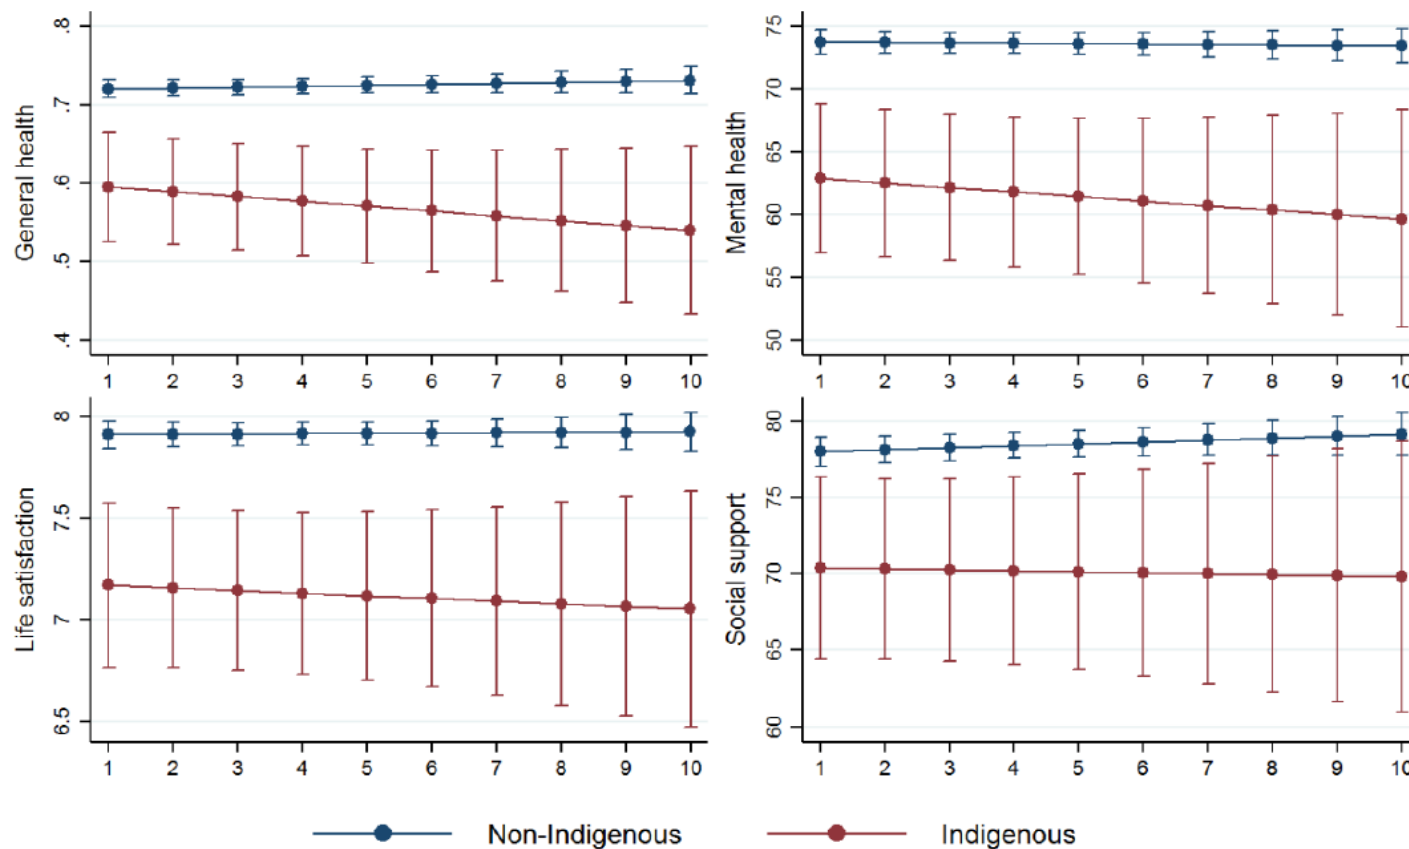 General health
.8
.7
.6
.5
.4
1 2 3 4 5 6 7 8 9 10
Mental health
75
70
65
60
55
50
1 2 3 4 5 6 7 8 9 10
Life satisfaction
8
7.5
7
6.5
1 2 3 4 5 6 7 8 9 10
Social support
80
75
70
65
60
1 2 3 4 5 6 7 8 9 10
Non-Indigenous
Indigenous